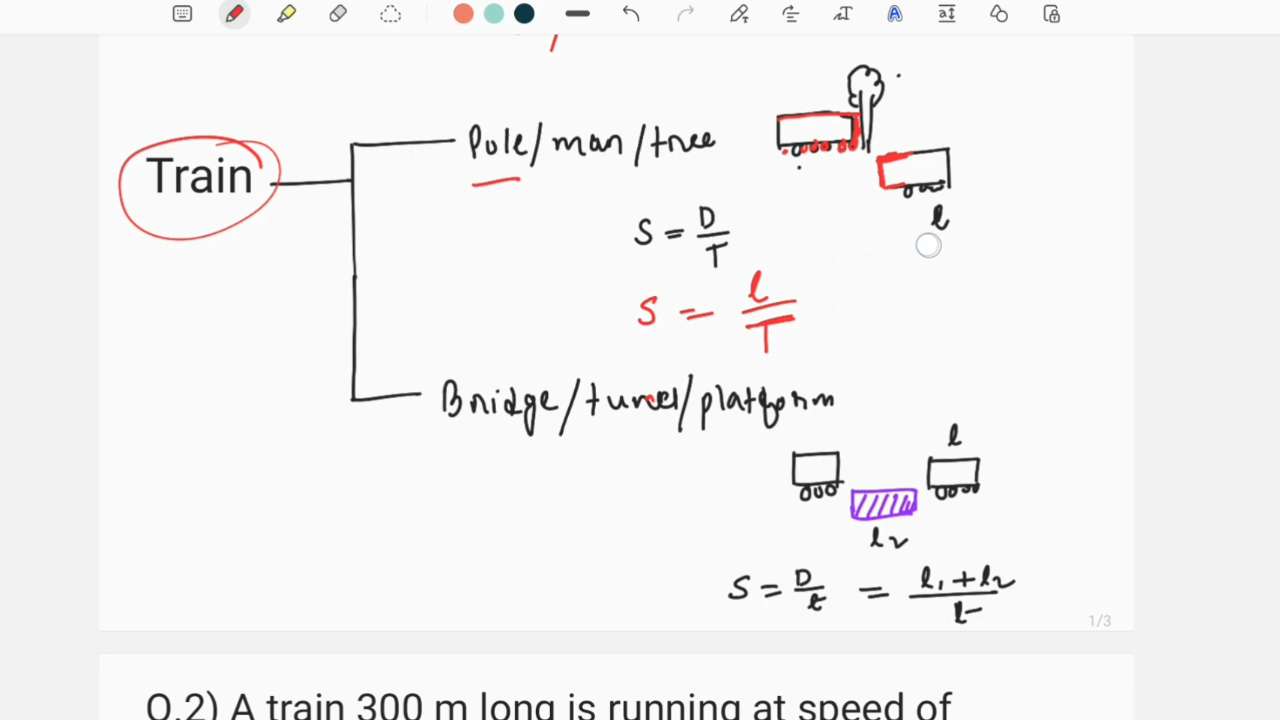 Pole/man/tree
Train
l
S = D/T
S = l/T
Bridge/tunnel/platform
l
l2
S = D/t = l1+l2/t
1/3
Q.2) A train 300 m long is running at speed of